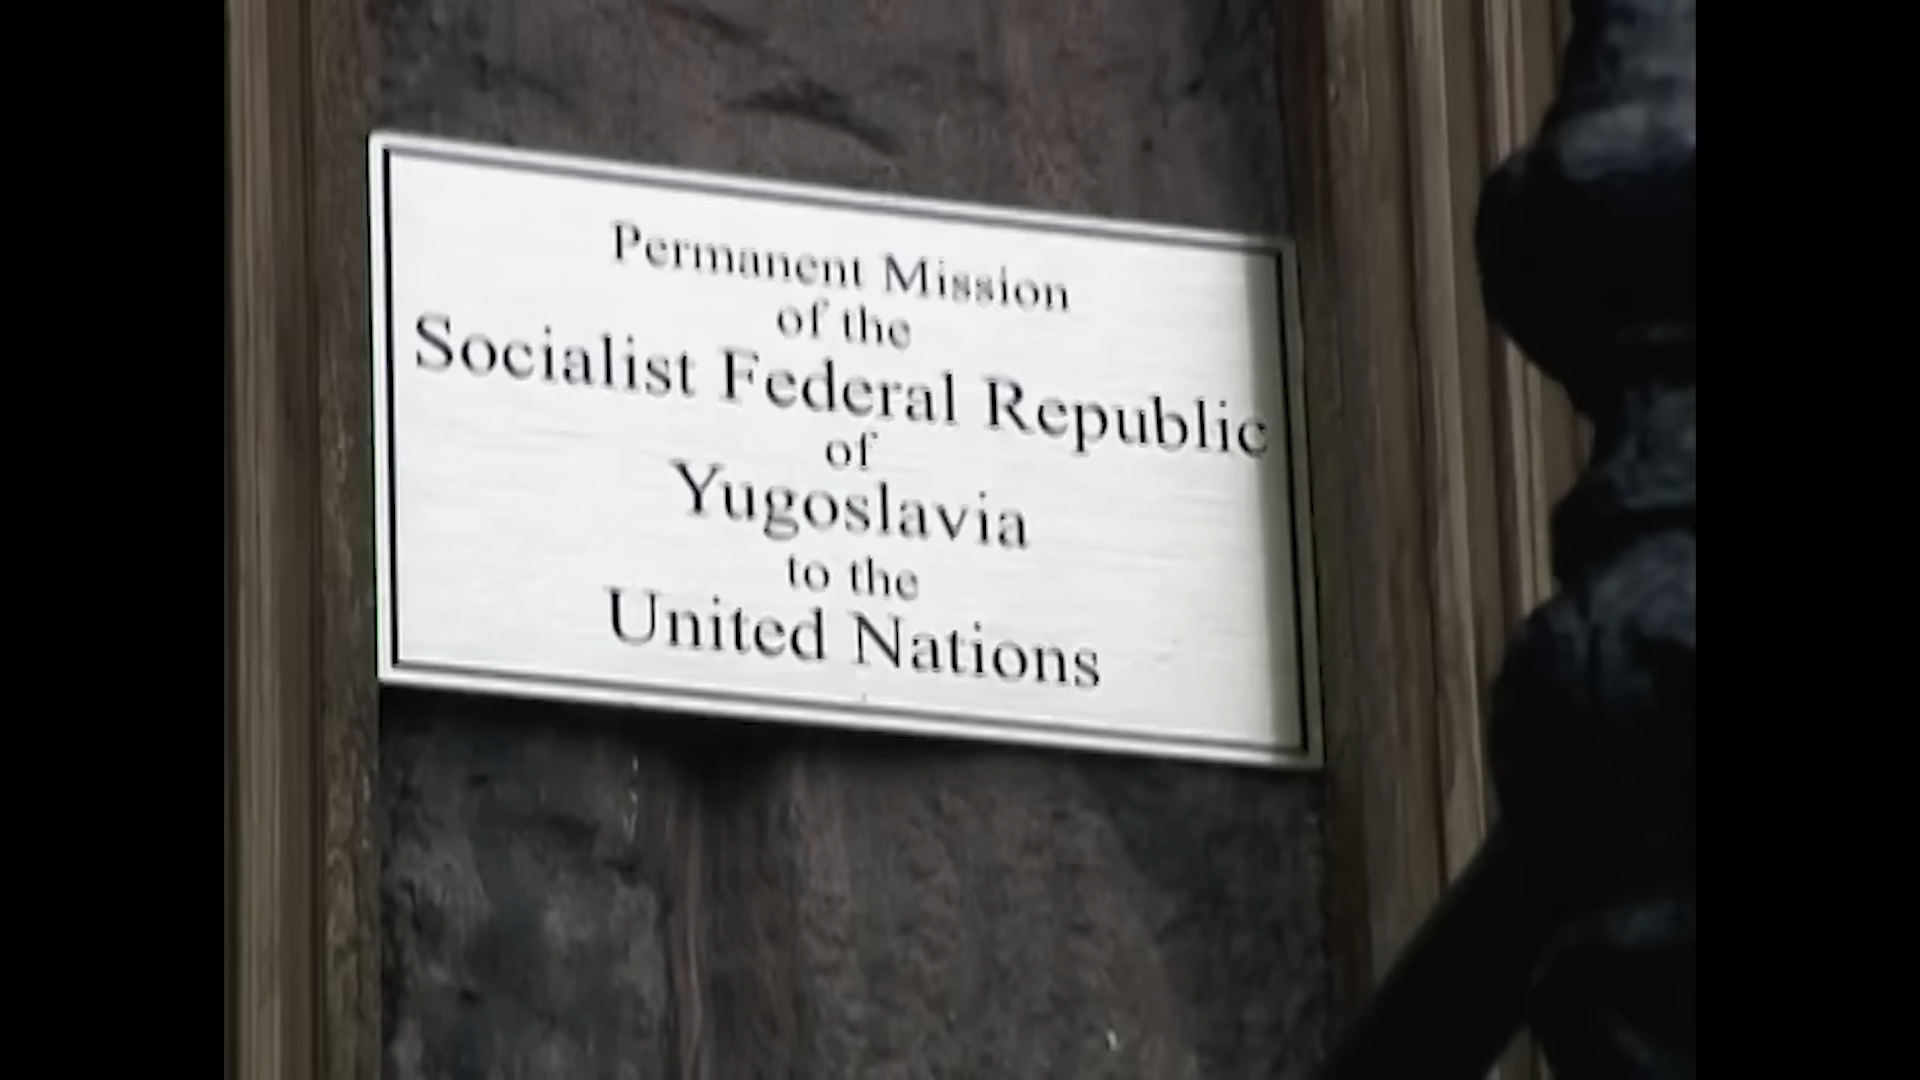 Permanent Mission
of the
Socialist Federal Republic
of
Yugoslavia
to the
United Nations